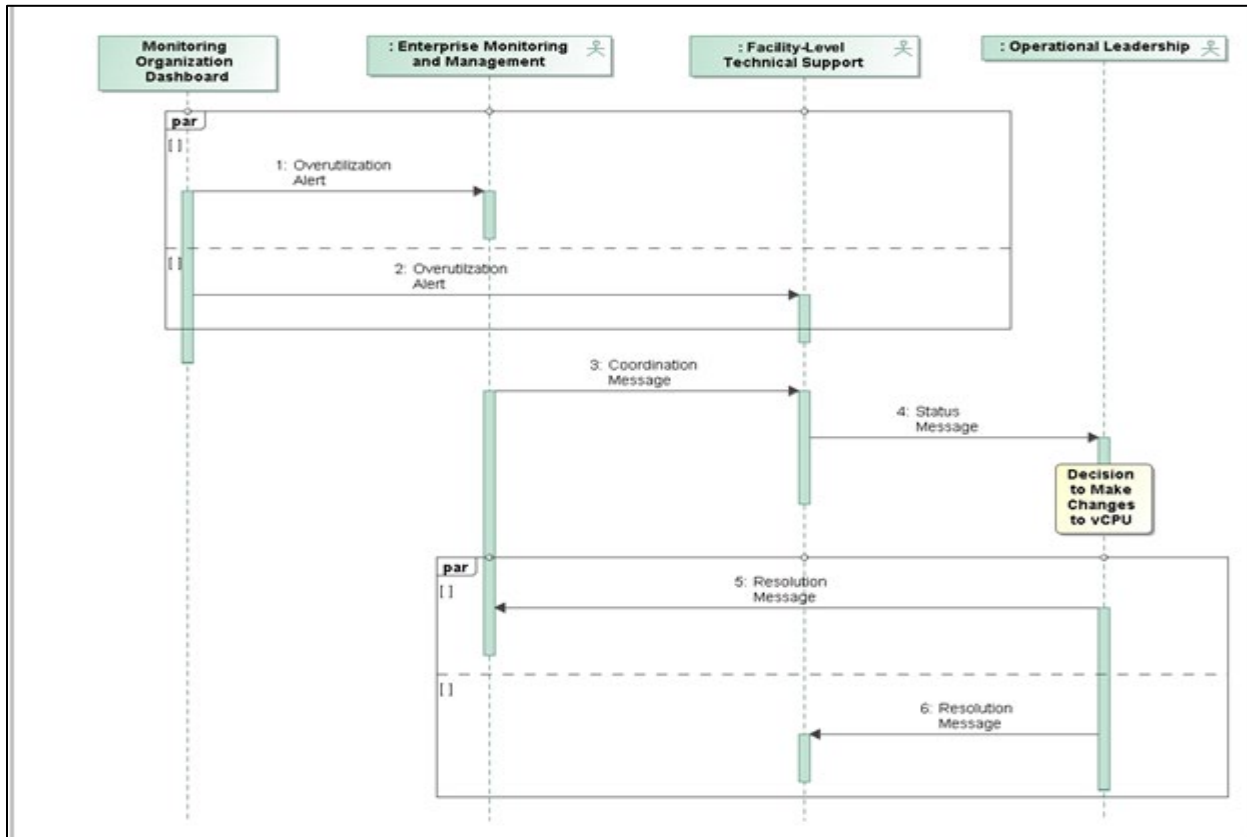 Monitoring
Organization
Dashboard
: Enterprise Monitoring
and Management
: Facility-Level
Technical Support
: Operational Leadership
par
[ ]
1: Overutilization
Alert
[ ]
2: Overutilzation
Alert
3: Coordination
Message
4: Status
Message
Decision
to Make
Changes
to vCPU
par
[ ]
5: Resolution
Message
[ ]
6: Resolution
Message